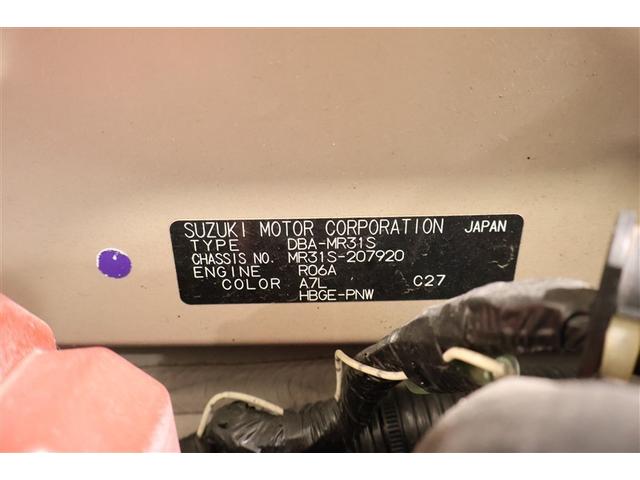 SUZUKI MOTOR CORPORATION JAPAN
TYPE DBA-MR31S
CHASSIS NO. MR31S-207920
ENGINE R06A
COLOR A7L C27
HBGE-PNW